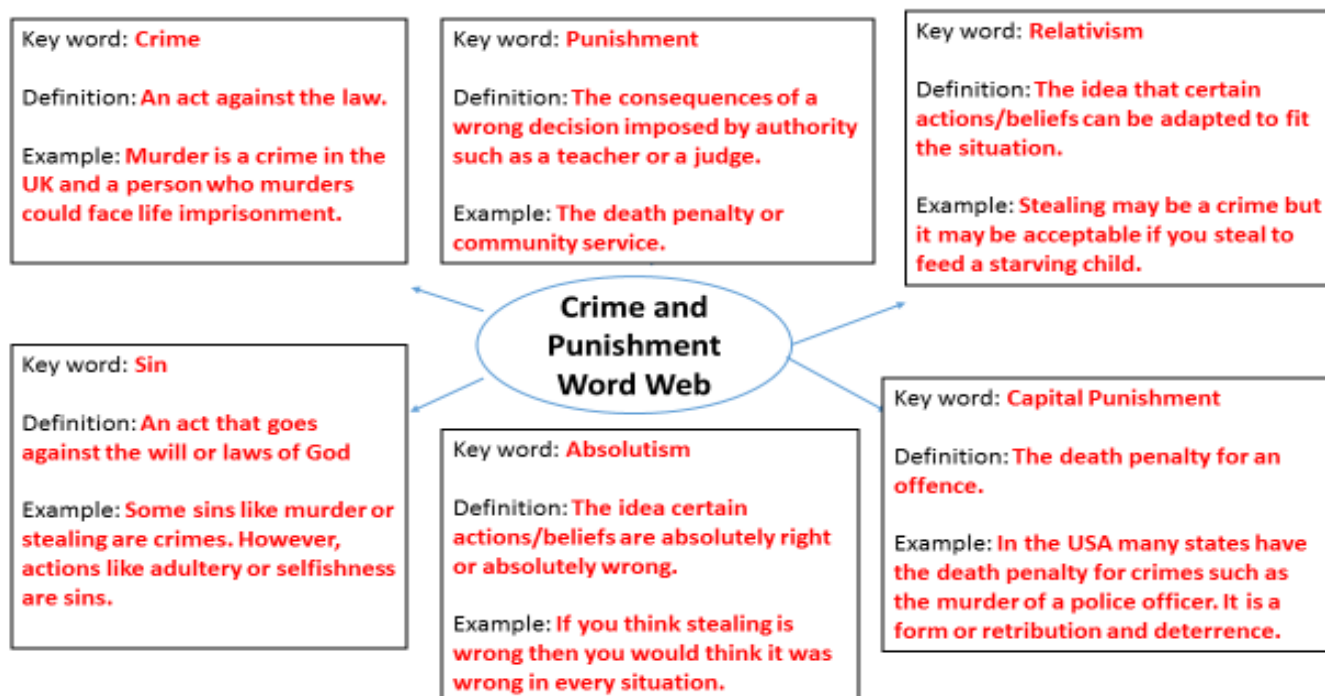 Key word: Crime
Definition: An act against the law.
Example: Murder is a crime in the
UK and a person who murders
could face life imprisonment.
Key word: Punishment
Definition: The consequences of a
wrong decision imposed by authority
such as a teacher or a judge.
Example: The death penalty or
community service.
Key word: Relativism
Definition: The idea that certain
actions/beliefs can be adapted to fit
the situation.
Example: Stealing may be a crime but
it may be acceptable if you steal to
feed a starving child.
Crime and
Punishment
Word Web
Key word: Sin
Definition: An act that goes
against the will or laws of God
Example: Some sins like murder or
stealing are crimes. However,
actions like adultery or selfishness
are sins.
Key word: Absolutism
Definition: The idea certain
actions/beliefs are absolutely right
or absolutely wrong.
Example: If you think stealing is
wrong then you would think it was
wrong in every situation.
Key word: Capital Punishment
Definition: The death penalty for an
offence.
Example: In the USA many states have
the death penalty for crimes such as
the murder of a police officer. It is a
form or retribution and deterrence.